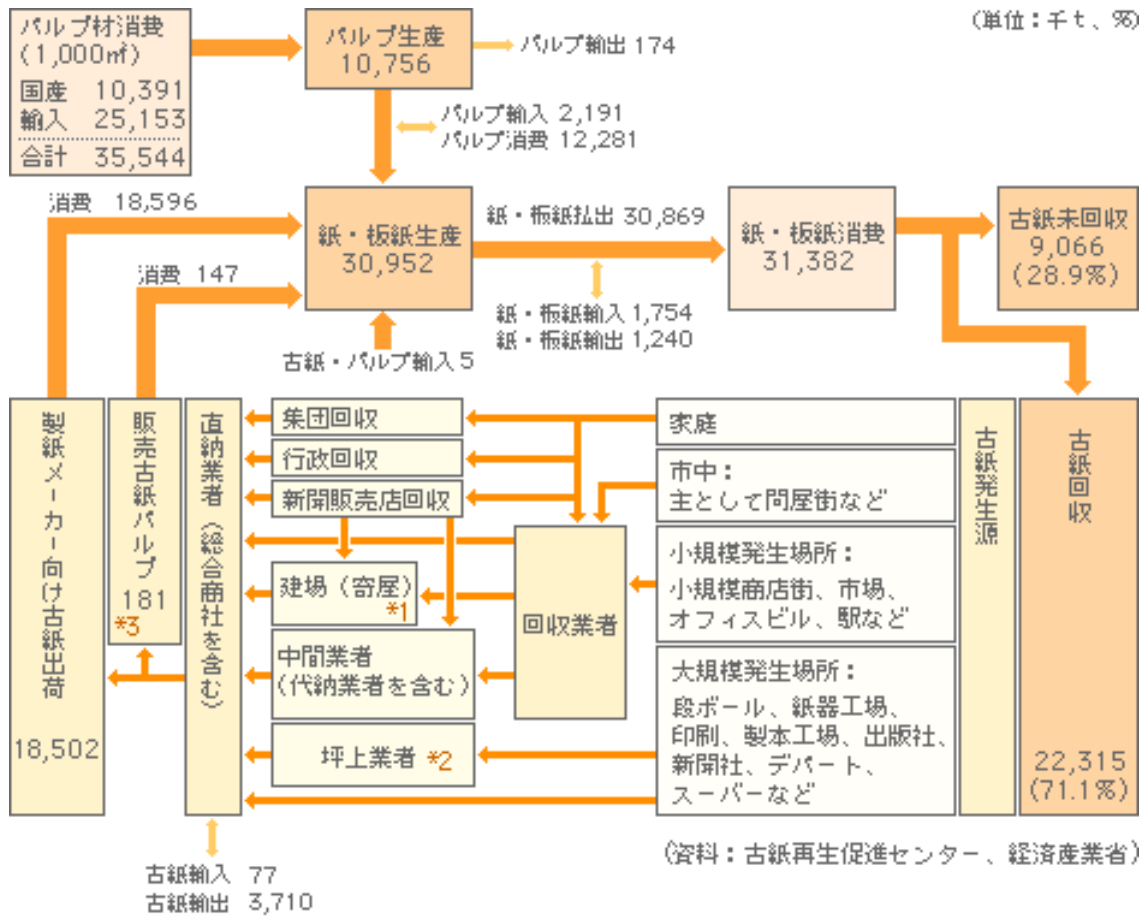 (単位：千t、%)
パルプ材消費
(1,000㎥)
国産 10,391
輸入 25,153
合計 35,544
パルプ生産
10,756
パルプ輸出 174
パルプ輸入 2,191
パルプ消費 12,281
消費 18,596
消費 147
紙・板紙生産
30,952
紙・板紙払出 30,869
紙・板紙輸入 1,754
紙・板紙輸出 1,240
古紙・パルプ輸入 5
紙・板紙消費
31,382
古紙未回収
9,066
(28.9%)
製紙メーカー向け古紙出荷
18,502
販売古紙パルプ
181
*3
直納業者（総合商社を含む）
集団回収
行政回収
新聞販売店回収
建場（寄屋）
*1
中間業者
（代納業者を含む）
坪上業者 *2
回収業者
家庭
市中：
主として問屋街など
小規模発生場所：
小規模商店街、市場、
オフィスビル、駅など
大規模発生場所：
段ボール、紙器工場、
印刷、製本工場、出版社、
新聞社、デパート、
スーパーなど
古紙発生源
古紙回収
22,315
(71.1%)
古紙輸入 77
古紙輸出 3,710
(資料：古紙再生促進センター、経済産業省)